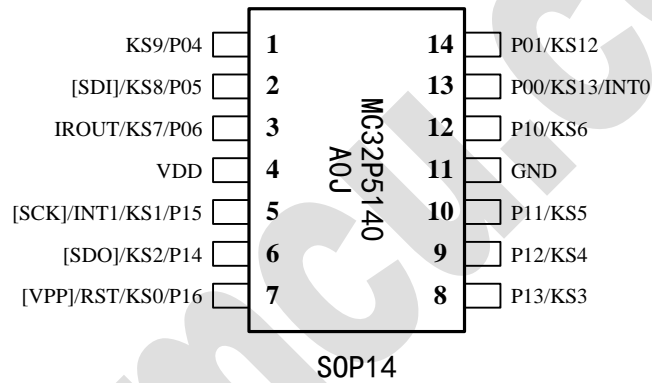 KS9/P04 1 14 P01/KS12
[SDI]/KS8/P05 2 13 P00/KS13/INT0
IROUT/KS7/P06 3 12 P10/KS6
VDD 4 11 GND
[SCK]/INT1/KS1/P15 5 10 P11/KS5
[SDO]/KS2/P14 6 9 P12/KS4
[VPP]/RST/KS0/P16 7 8 P13/KS3
MC32P5140
A0J
SOP14